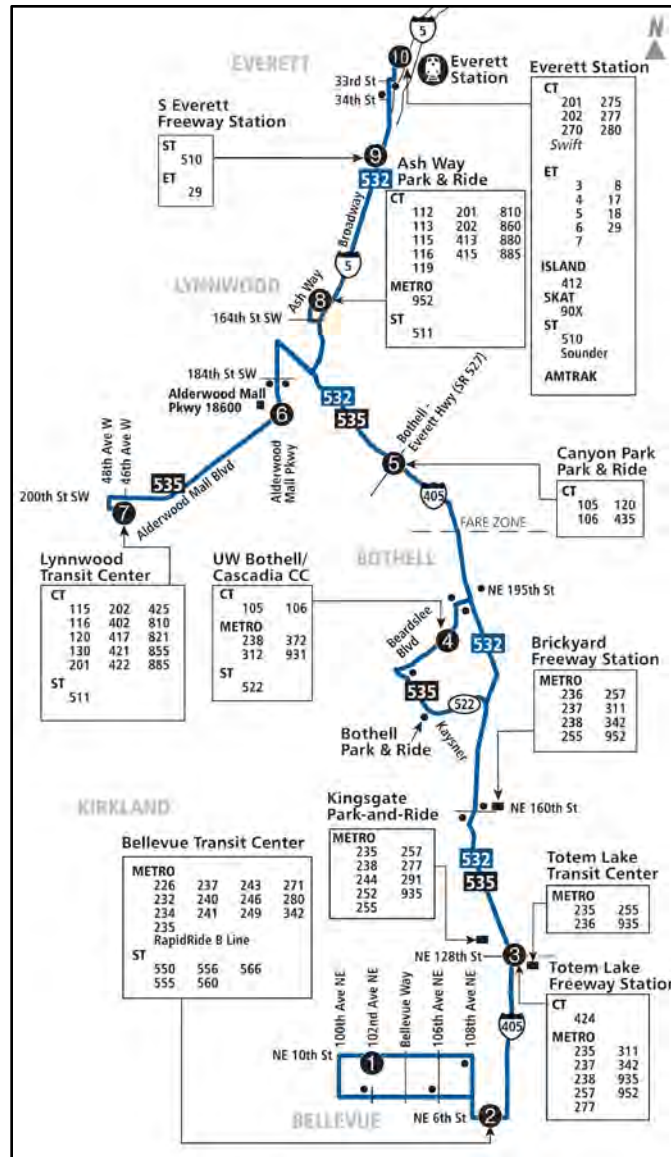 5
N
EVERETT
10
Everett
Station
33rd St
34th St
Everett Station
CT
201 275
202 277
270 280
Swift
ET
3 8
4 17
5 18
6 29
7
ISLAND
412
SKAT
90X
ST
510
Sounder
AMTRAK
S Everett
Freeway Station
ST
510
ET
29
9
532
Broadway
5
Ash Way
Park & Ride
CT
112 201 810
113 202 860
115 413 880
116 415 885
119
METRO
952
ST
511
LYNNWOOD
Ash Way
8
164th St SW
184th St SW
Alderwood Mall
Pkwy 18600
6
532
535
Bothell -
Everett Hwy (SR 527)
5
405
Canyon Park
Park & Ride
CT
105 120
106 435
48th Ave W
46th Ave W
535
Alderwood Mall Blvd
Alderwood
Mall Pkwy
200th St SW
7
FARE ZONE
BOTHELL
Lynnwood
Transit Center
CT
115 202 425
116 402 810
120 417 821
130 421 855
201 422 885
ST
511
UW Bothell/
Cascadia CC
CT
105 106
METRO
238 372
312 931
ST
522
NE 195th St
Beardslee
Blvd
4
532
535
522
Kaysner
Bothell
Park & Ride
Brickyard
Freeway Station
METRO
236 257
237 311
238 342
255 952
NE 160th St
KIRKLAND
Kingsgate
Park-and-Ride
METRO
235 257
238 277
244 291
252 935
255
532
535
Bellevue Transit Center
METRO
226 237 243 271
232 240 246 280
234 241 249 342
235
RapidRide B Line
ST
550 556 566
555 560
Totem Lake
Transit Center
METRO
235 255
236 935
NE 128th St
3
Totem Lake
Freeway Station
CT
424
METRO
235 311
237 342
238 935
257 952
277
405
100th Ave NE
102nd Ave NE
Bellevue Way
106th Ave NE
108th Ave NE
NE 10th St
1
BELLEVUE
NE 6th St
2